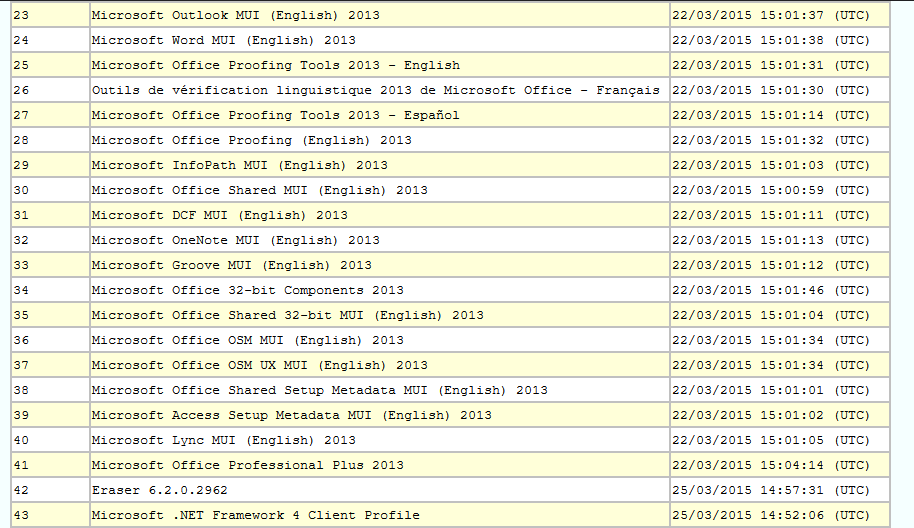 23 Microsoft Outlook MUI (English) 2013 22/03/2015 15:01:37 (UTC)
24 Microsoft Word MUI (English) 2013 22/03/2015 15:01:38 (UTC)
25 Microsoft Office Proofing Tools 2013 - English 22/03/2015 15:01:31 (UTC)
26 Outils de vérification linguistique 2013 de Microsoft Office - Français 22/03/2015 15:01:30 (UTC)
27 Microsoft Office Proofing Tools 2013 - Español 22/03/2015 15:01:14 (UTC)
28 Microsoft Office Proofing (English) 2013 22/03/2015 15:01:32 (UTC)
29 Microsoft InfoPath MUI (English) 2013 22/03/2015 15:01:03 (UTC)
30 Microsoft Office Shared MUI (English) 2013 22/03/2015 15:00:59 (UTC)
31 Microsoft DCF MUI (English) 2013 22/03/2015 15:01:11 (UTC)
32 Microsoft OneNote MUI (English) 2013 22/03/2015 15:01:13 (UTC)
33 Microsoft Groove MUI (English) 2013 22/03/2015 15:01:12 (UTC)
34 Microsoft Office 32-bit Components 2013 22/03/2015 15:01:46 (UTC)
35 Microsoft Office Shared 32-bit MUI (English) 2013 22/03/2015 15:01:04 (UTC)
36 Microsoft Office OSM MUI (English) 2013 22/03/2015 15:01:34 (UTC)
37 Microsoft Office OSM UX MUI (English) 2013 22/03/2015 15:01:34 (UTC)
38 Microsoft Office Shared Setup Metadata MUI (English) 2013 22/03/2015 15:01:01 (UTC)
39 Microsoft Access Setup Metadata MUI (English) 2013 22/03/2015 15:01:02 (UTC)
40 Microsoft Lync MUI (English) 2013 22/03/2015 15:01:05 (UTC)
41 Microsoft Office Professional Plus 2013 22/03/2015 15:04:14 (UTC)
42 Eraser 6.2.0.2962 25/03/2015 14:57:31 (UTC)
43 Microsoft .NET Framework 4 Client Profile 25/03/2015 14:52:06 (UTC)